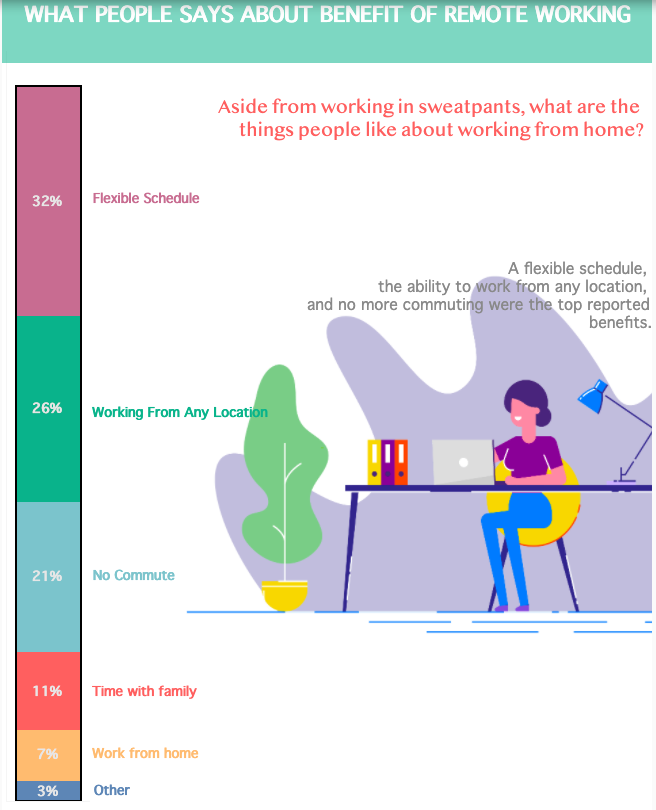 WHAT PEOPLE SAYS ABOUT BENEFIT OF REMOTE WORKING
Aside from working in sweatpants, what are the
things people like about working from home?
32%
Flexible Schedule
A flexible schedule,
the ability to work from any location,
and no more commuting were the top reported
benefits.
26%
Working From Any Location
21%
No Commute
11%
Time with family
7%
Work from home
3%
Other